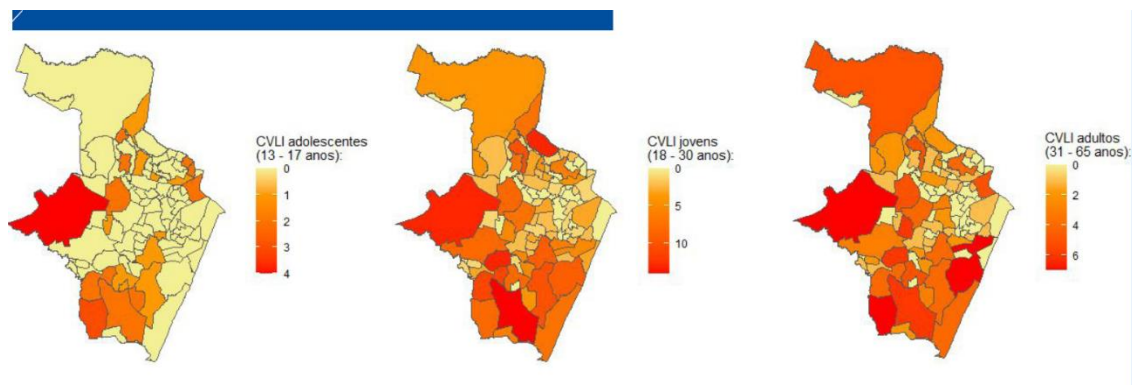 CVLI adolescentes
(13 - 17 anos):
0
1
2
3
4
CVLI jovens
(18 - 30 anos):
0
5
10
CVLI adultos
(31 - 65 anos):
0
2
4
6